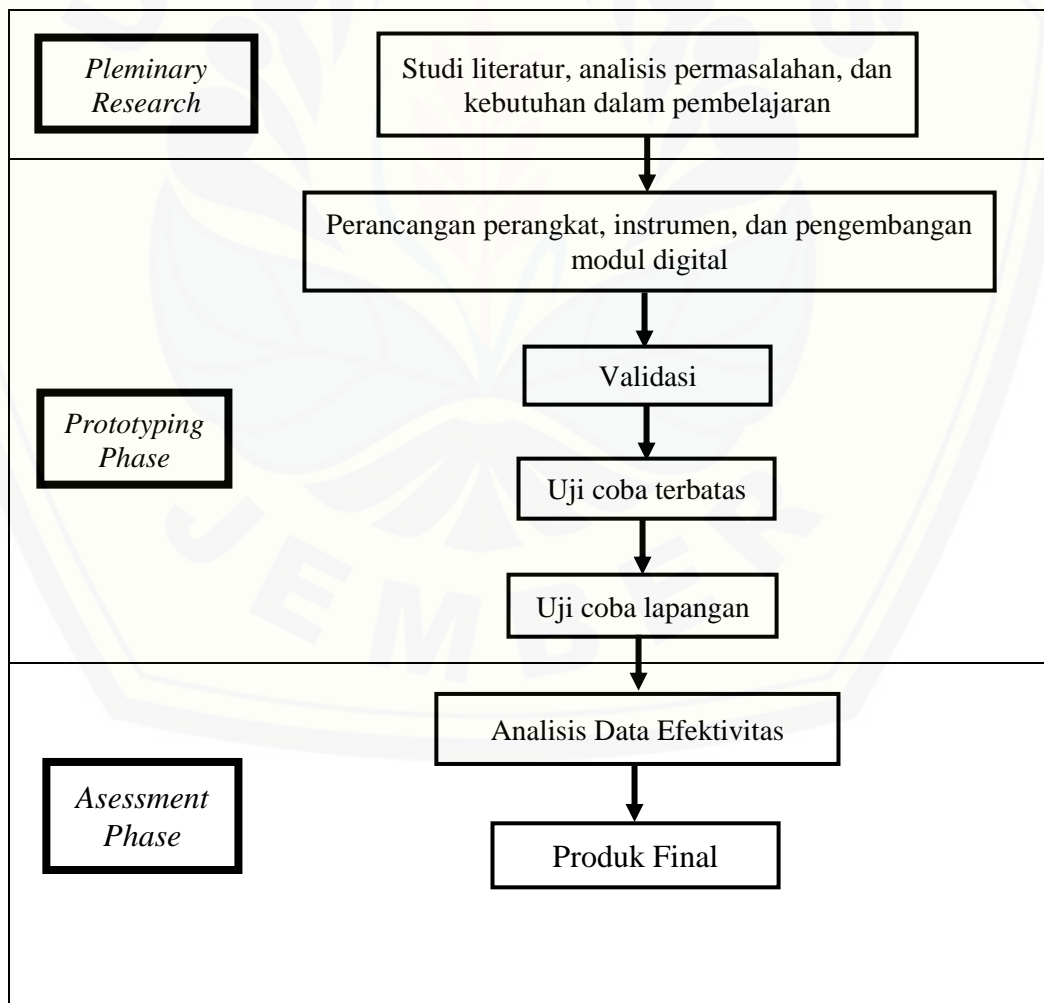 Pleminary
Research
Studi literatur, analisis permasalahan, dan
kebutuhan dalam pembelajaran
Perancangan perangkat, instrumen, dan pengembangan
modul digital
Validasi
Prototyping
Phase
Uji coba terbatas
Uji coba lapangan
JEMBER
Analisis Data Efektivitas
Asessment
Phase
Produk Final